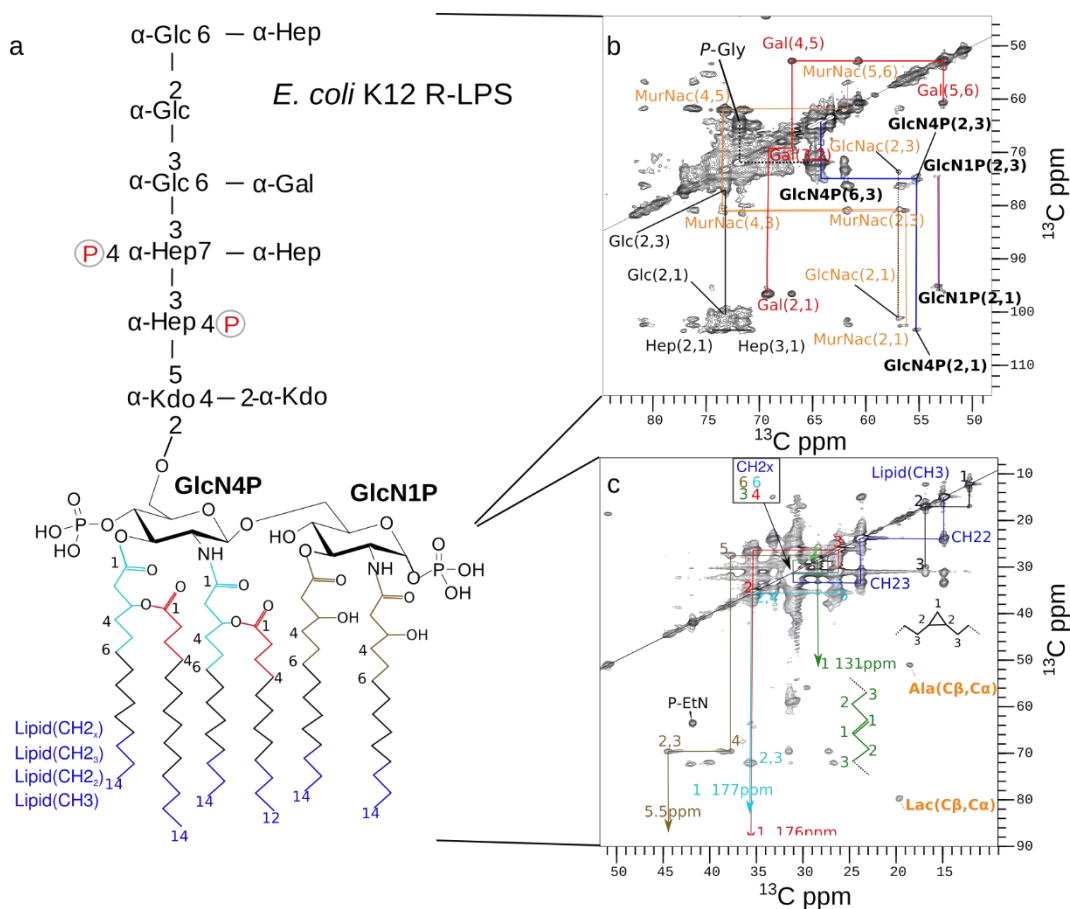 a
α-Glc 6 – α-Hep
2
α-Glc
E. coli K12 R-LPS
3
α-Glc 6 – α-Gal
3
P 4 α-Hep7 – α-Hep
3
α-Hep 4 P
5
α-Kdo 4 – 2-α-Kdo
2
O
GlcN4P
GlcN1P
O
HO-P-O
HO
O
O
NH
O
O
HO
O
O
NH
O
O
P-OH
OH
1
O
1
O
O
O
O
O
1
O
O
1
OH
OH
4
4
4
4
6
4
6
4
6
6
Lipid(CH2x)
Lipid(CH23)
Lipid(CH22)
Lipid(CH3)
14
14
14
12
14
14
b
P-Gly
Gal(4,5)
MurNac(5,6)
MurNac(4,5)
Gal(5,6)
GlcN4P(2,3)
GlcNac(2,3)
GlcN1P(2,3)
Gal(3,2)
GlcN4P(6,3)
MurNac(4,3)
MurNac(2,3)
Glc(2,3)
Glc(2,1)
GlcNac(2,1)
Gal(2,1)
GlcN1P(2,1)
Hep(2,1)
Hep(3,1)
MurNac(2,1)
GlcN4P(2,1)
50
60
70
80
90
100
110
13C ppm
80
75
70
65
60
55
50
13C ppm
c
CH2x
6 6
3 4
Lipid(CH3)
1
2
CH22
5
3
3
CH23
2
2,4
5
1
2 2
3 3
1 131ppm
Ala(Cβ,Cα)
P-EtN
3
2
1
1
2
3
2,3
4
2,3
1 177ppm
5.5ppm
1 176ppm
Lac(Cβ,Cα)
10
20
30
40
50
60
70
80
90
13C ppm
50
45
40
35
30
25
20
15
10
13C ppm